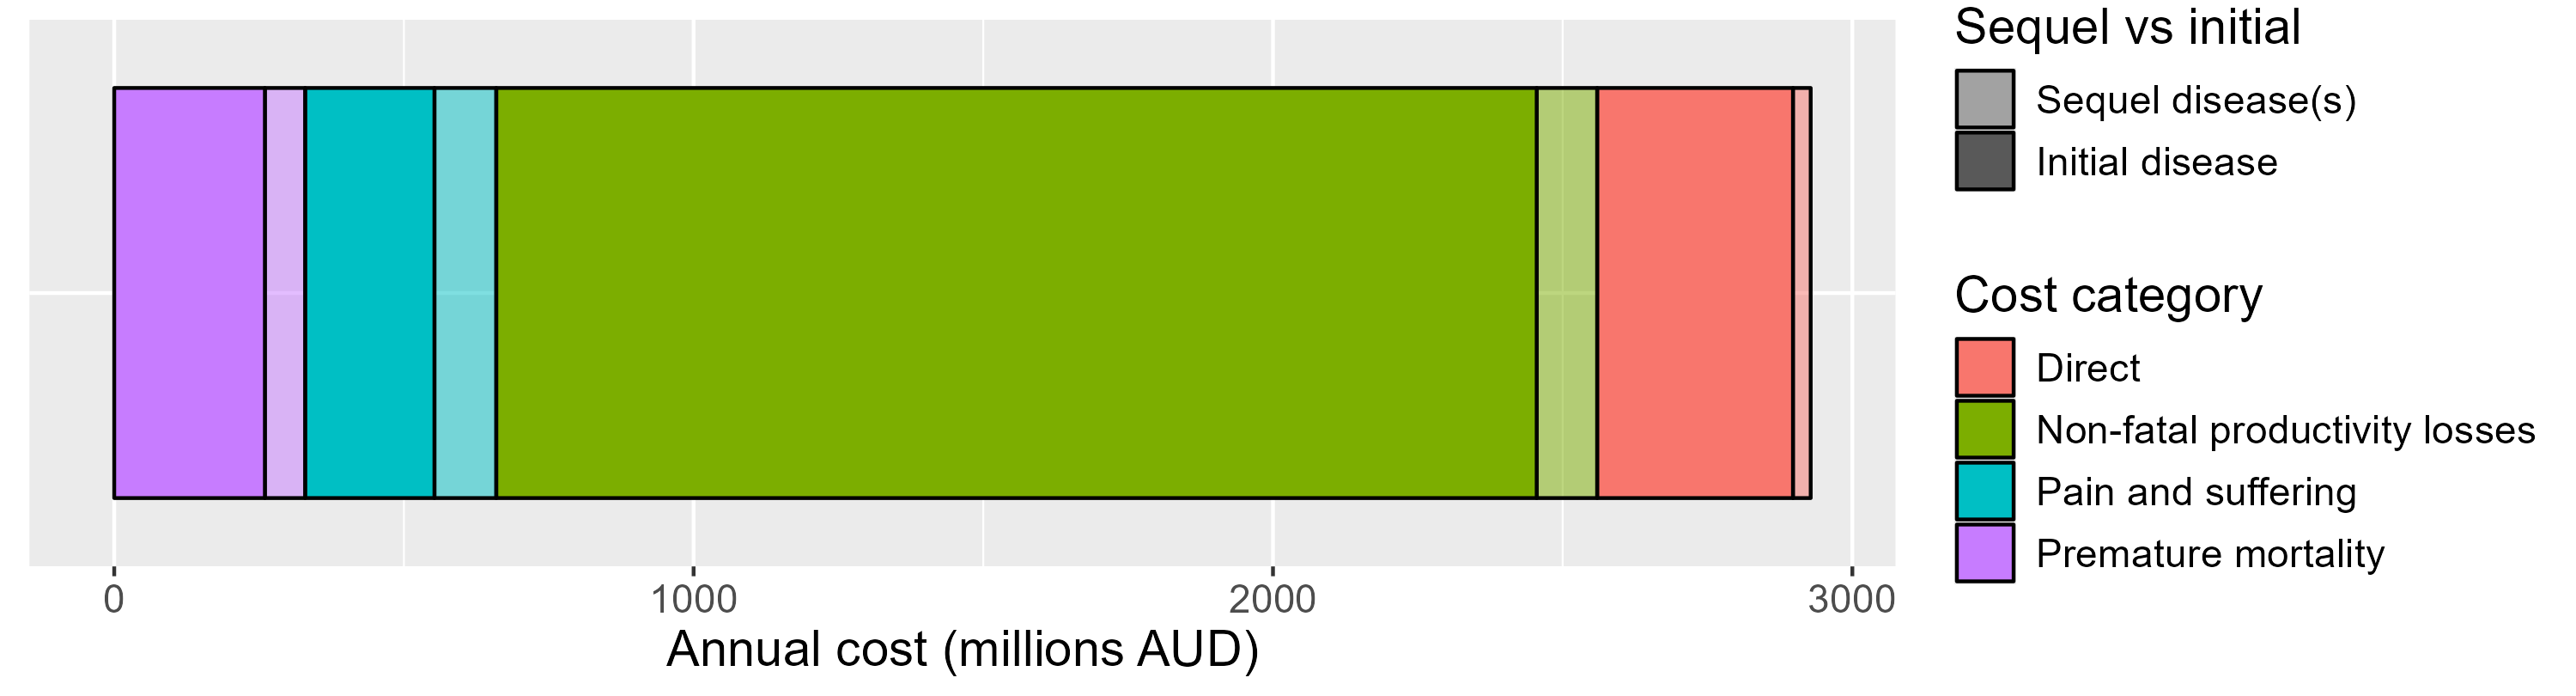 Sequel vs initial
Sequel disease(s)
Initial disease
Cost category
Direct
Non-fatal productivity losses
Pain and suffering
Premature mortality
0 1000 2000 3000
Annual cost (millions AUD)